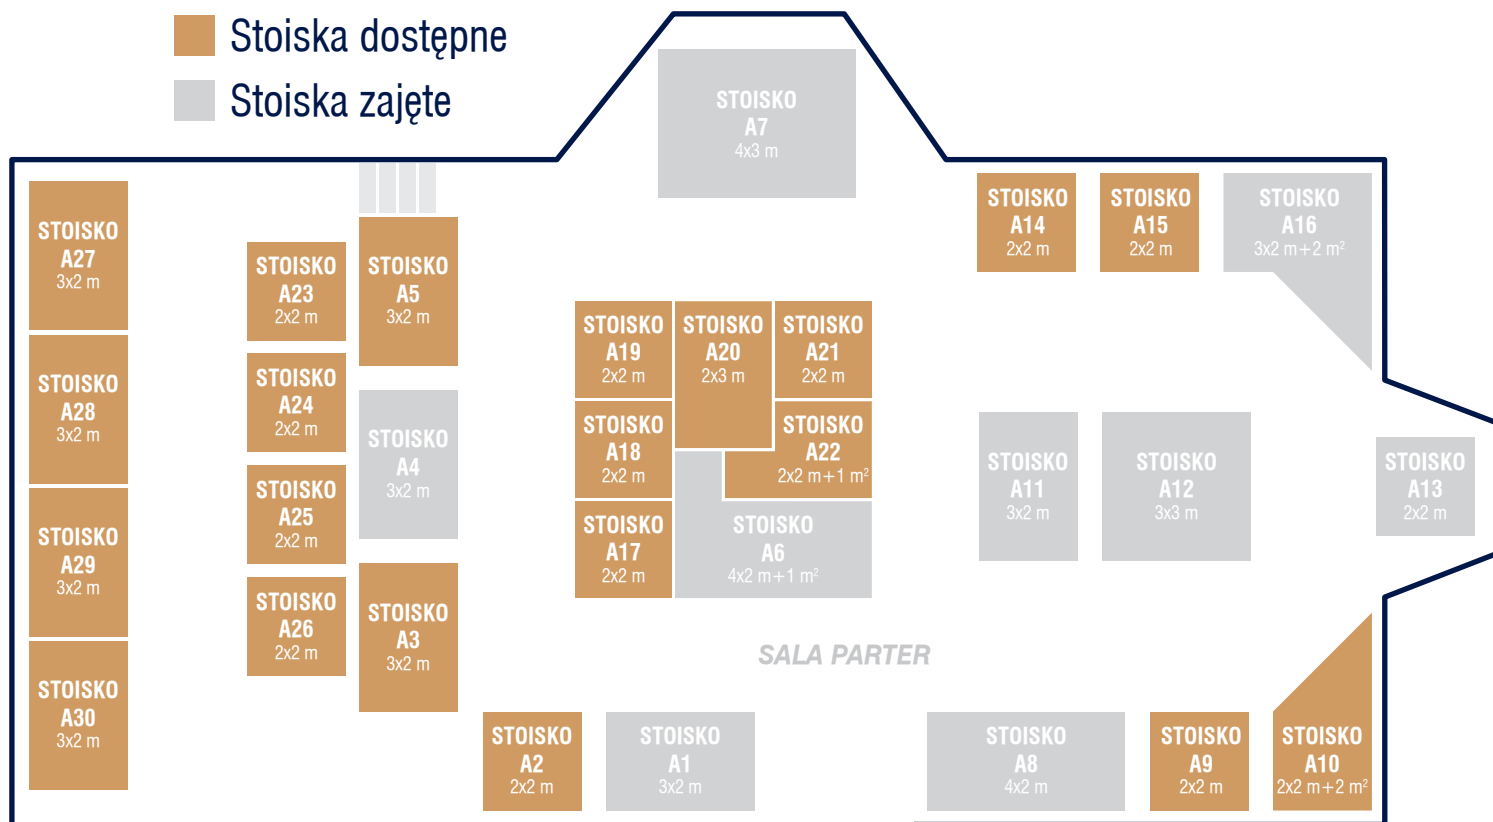 Stoiska dostępne
Stoiska zajęte
STOISKO
A7
4x3 m
STOISKO
A27
3x2 m
STOISKO
A28
3x2 m
STOISKO
A29
3x2 m
STOISKO
A30
3x2 m
STOISKO
A23
2x2 m
STOISKO
A24
2x2 m
STOISKO
A25
2x2 m
STOISKO
A26
2x2 m
STOISKO
A5
3x2 m
STOISKO
A4
3x2 m
STOISKO
A3
3x2 m
STOISKO
A19
2x2 m
STOISKO
A20
2x3 m
STOISKO
A21
2x2 m
STOISKO
A18
2x2 m
STOISKO
A22
2x2 m+1 m²
STOISKO
A17
2x2 m
STOISKO
A6
4x2 m+1 m²
STOISKO
A14
2x2 m
STOISKO
A15
2x2 m
STOISKO
A16
3x2 m+2 m²
STOISKO
A11
3x2 m
STOISKO
A12
3x3 m
STOISKO
A13
2x2 m
SALA PARTER
STOISKO
A2
2x2 m
STOISKO
A1
3x2 m
STOISKO
A8
4x2 m
STOISKO
A9
2x2 m
STOISKO
A10
2x2 m+2 m²